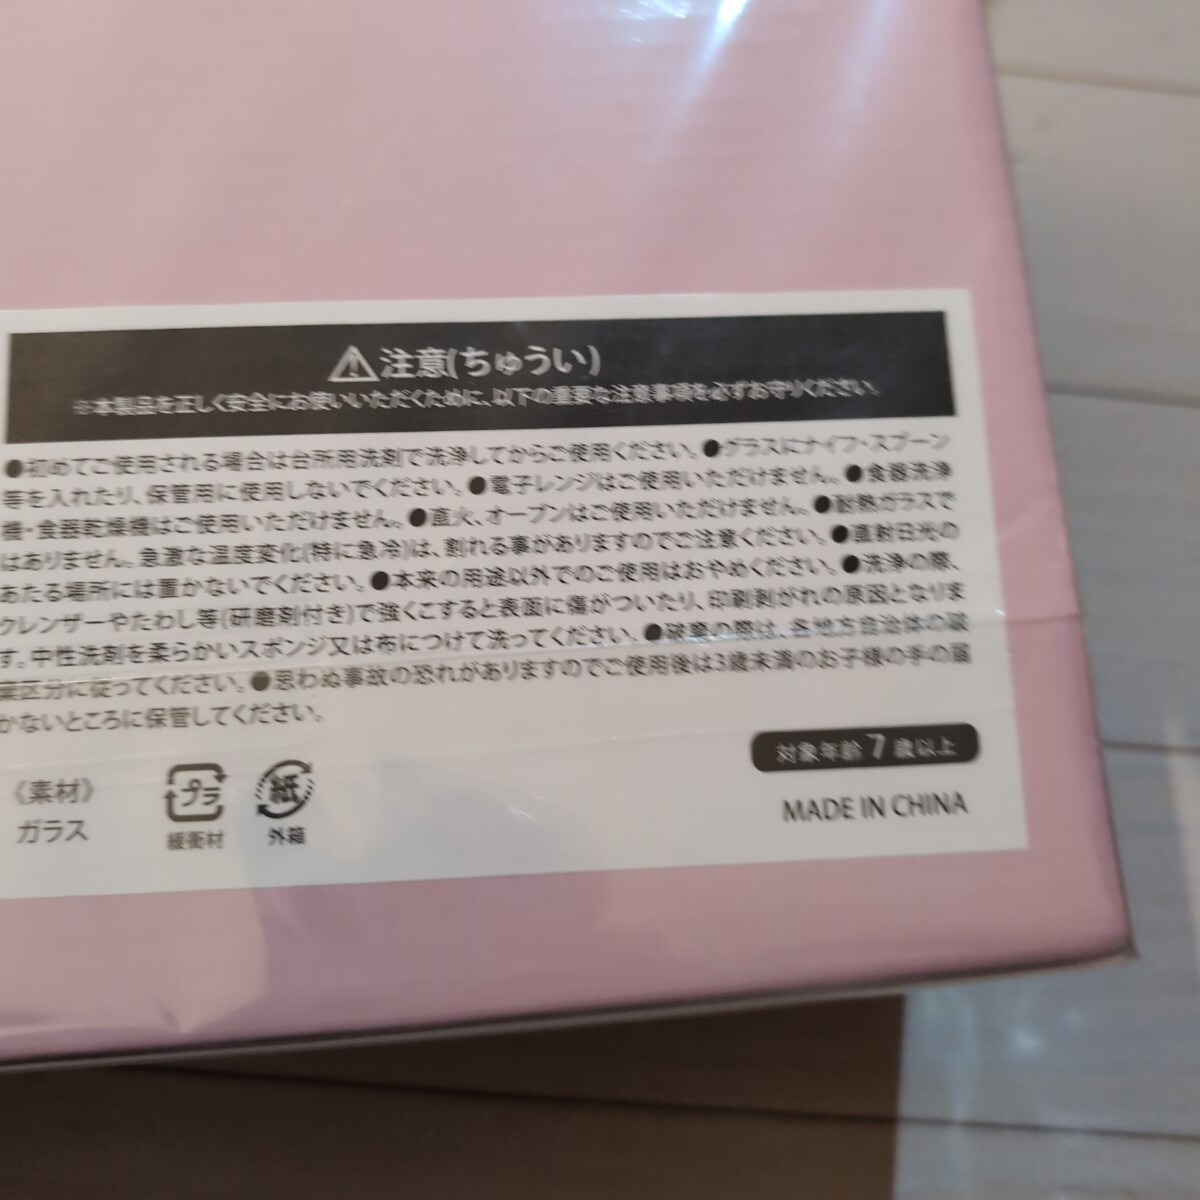 ⚠注意(ちゅうい)
※本製品を正しく安全にお使いいただくために、以下の重要な注意事項を必ずお守りください。
●初めてご使用される場合は台所用洗剤で洗浄してからご使用ください。●グラスにナイフ・スプーン
等を入れたり、保管用に使用しないでください。●電子レンジはご使用いただけません。●食器洗浄
機・食器乾燥機はご使用いただけません。●直火、オーブンはご使用いただけません。●耐熱ガラスで
はありません。急激な温度変化(特に急冷)は、割れる事がありますのでご注意ください。●直射日光の
あたる場所には置かないでください。●本来の用途以外でのご使用はおやめください。●洗浄の際、
クレンザーやたわし等(研磨剤付き)で強くこすると表面に傷がついたり、印刷剥がれの原因となりま
す。中性洗剤を柔らかいスポンジ又は布につけて洗ってください。●破棄の際は、各地方自治体の破
棄区分に従ってください。●思わぬ事故の恐れがありますのでご使用後は3歳未満のお子様の手の届
かないところに保管してください。
対象年齢 7 歳以上
《素材》
ガラス
プラ
緩衝材
紙
外箱
MADE IN CHINA